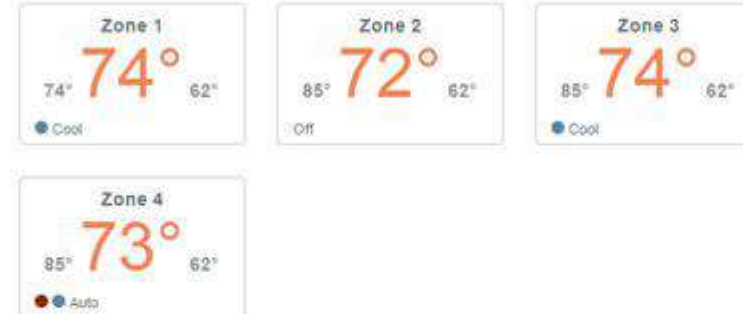 Zone 1
74° 74° 62°
Cool
Zone 2
85° 72° 62°
Off
Zone 3
85° 74° 62°
Cool
Zone 4
85° 73° 62°
Auto